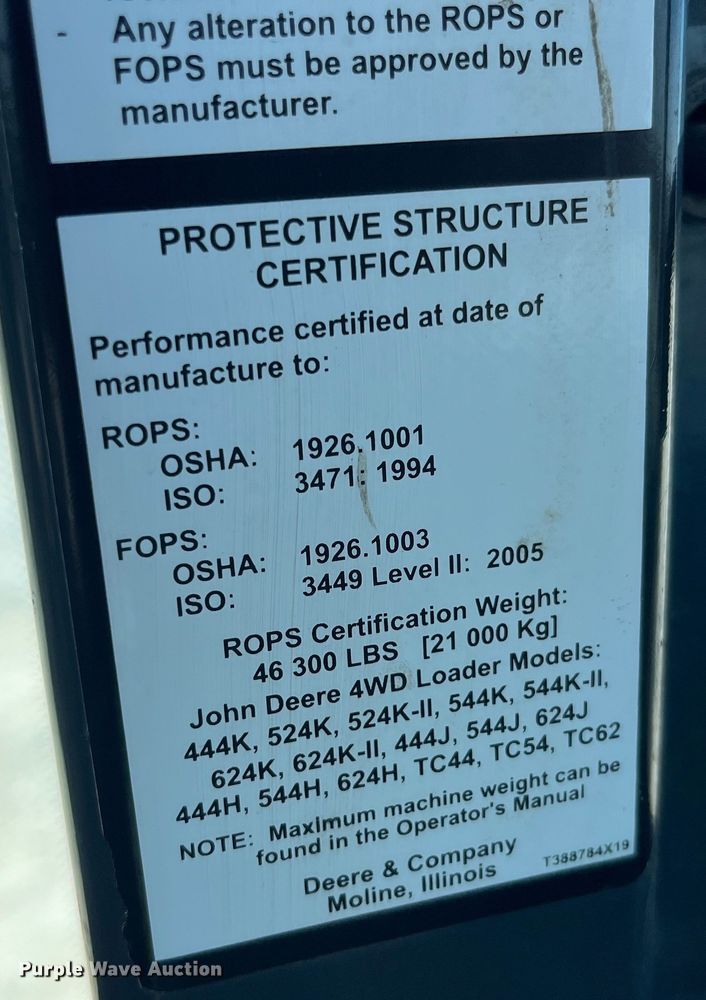 - Any alteration to the ROPS or
FOPS must be approved by the
manufacturer.
PROTECTIVE STRUCTURE
CERTIFICATION
Performance certified at date of
manufacture to:
ROPS:
OSHA: 1926.1001
ISO: 3471: 1994
FOPS:
OSHA: 1926.1003
ISO: 3449 Level II: 2005
ROPS Certification Weight:
46 300 LBS [21 000 Kg]
John Deere 4WD Loader Models:
444K, 524K, 524K-II, 544K, 544K-II,
624K, 624K-II, 444J, 544J, 624J
444H, 544H, 624H, TC44, TC54, TC62
NOTE: Maximum machine weight can be
found in the Operator's Manual
Deere & Company
Moline, Illinois
T388784X19
Purple Wave Auction